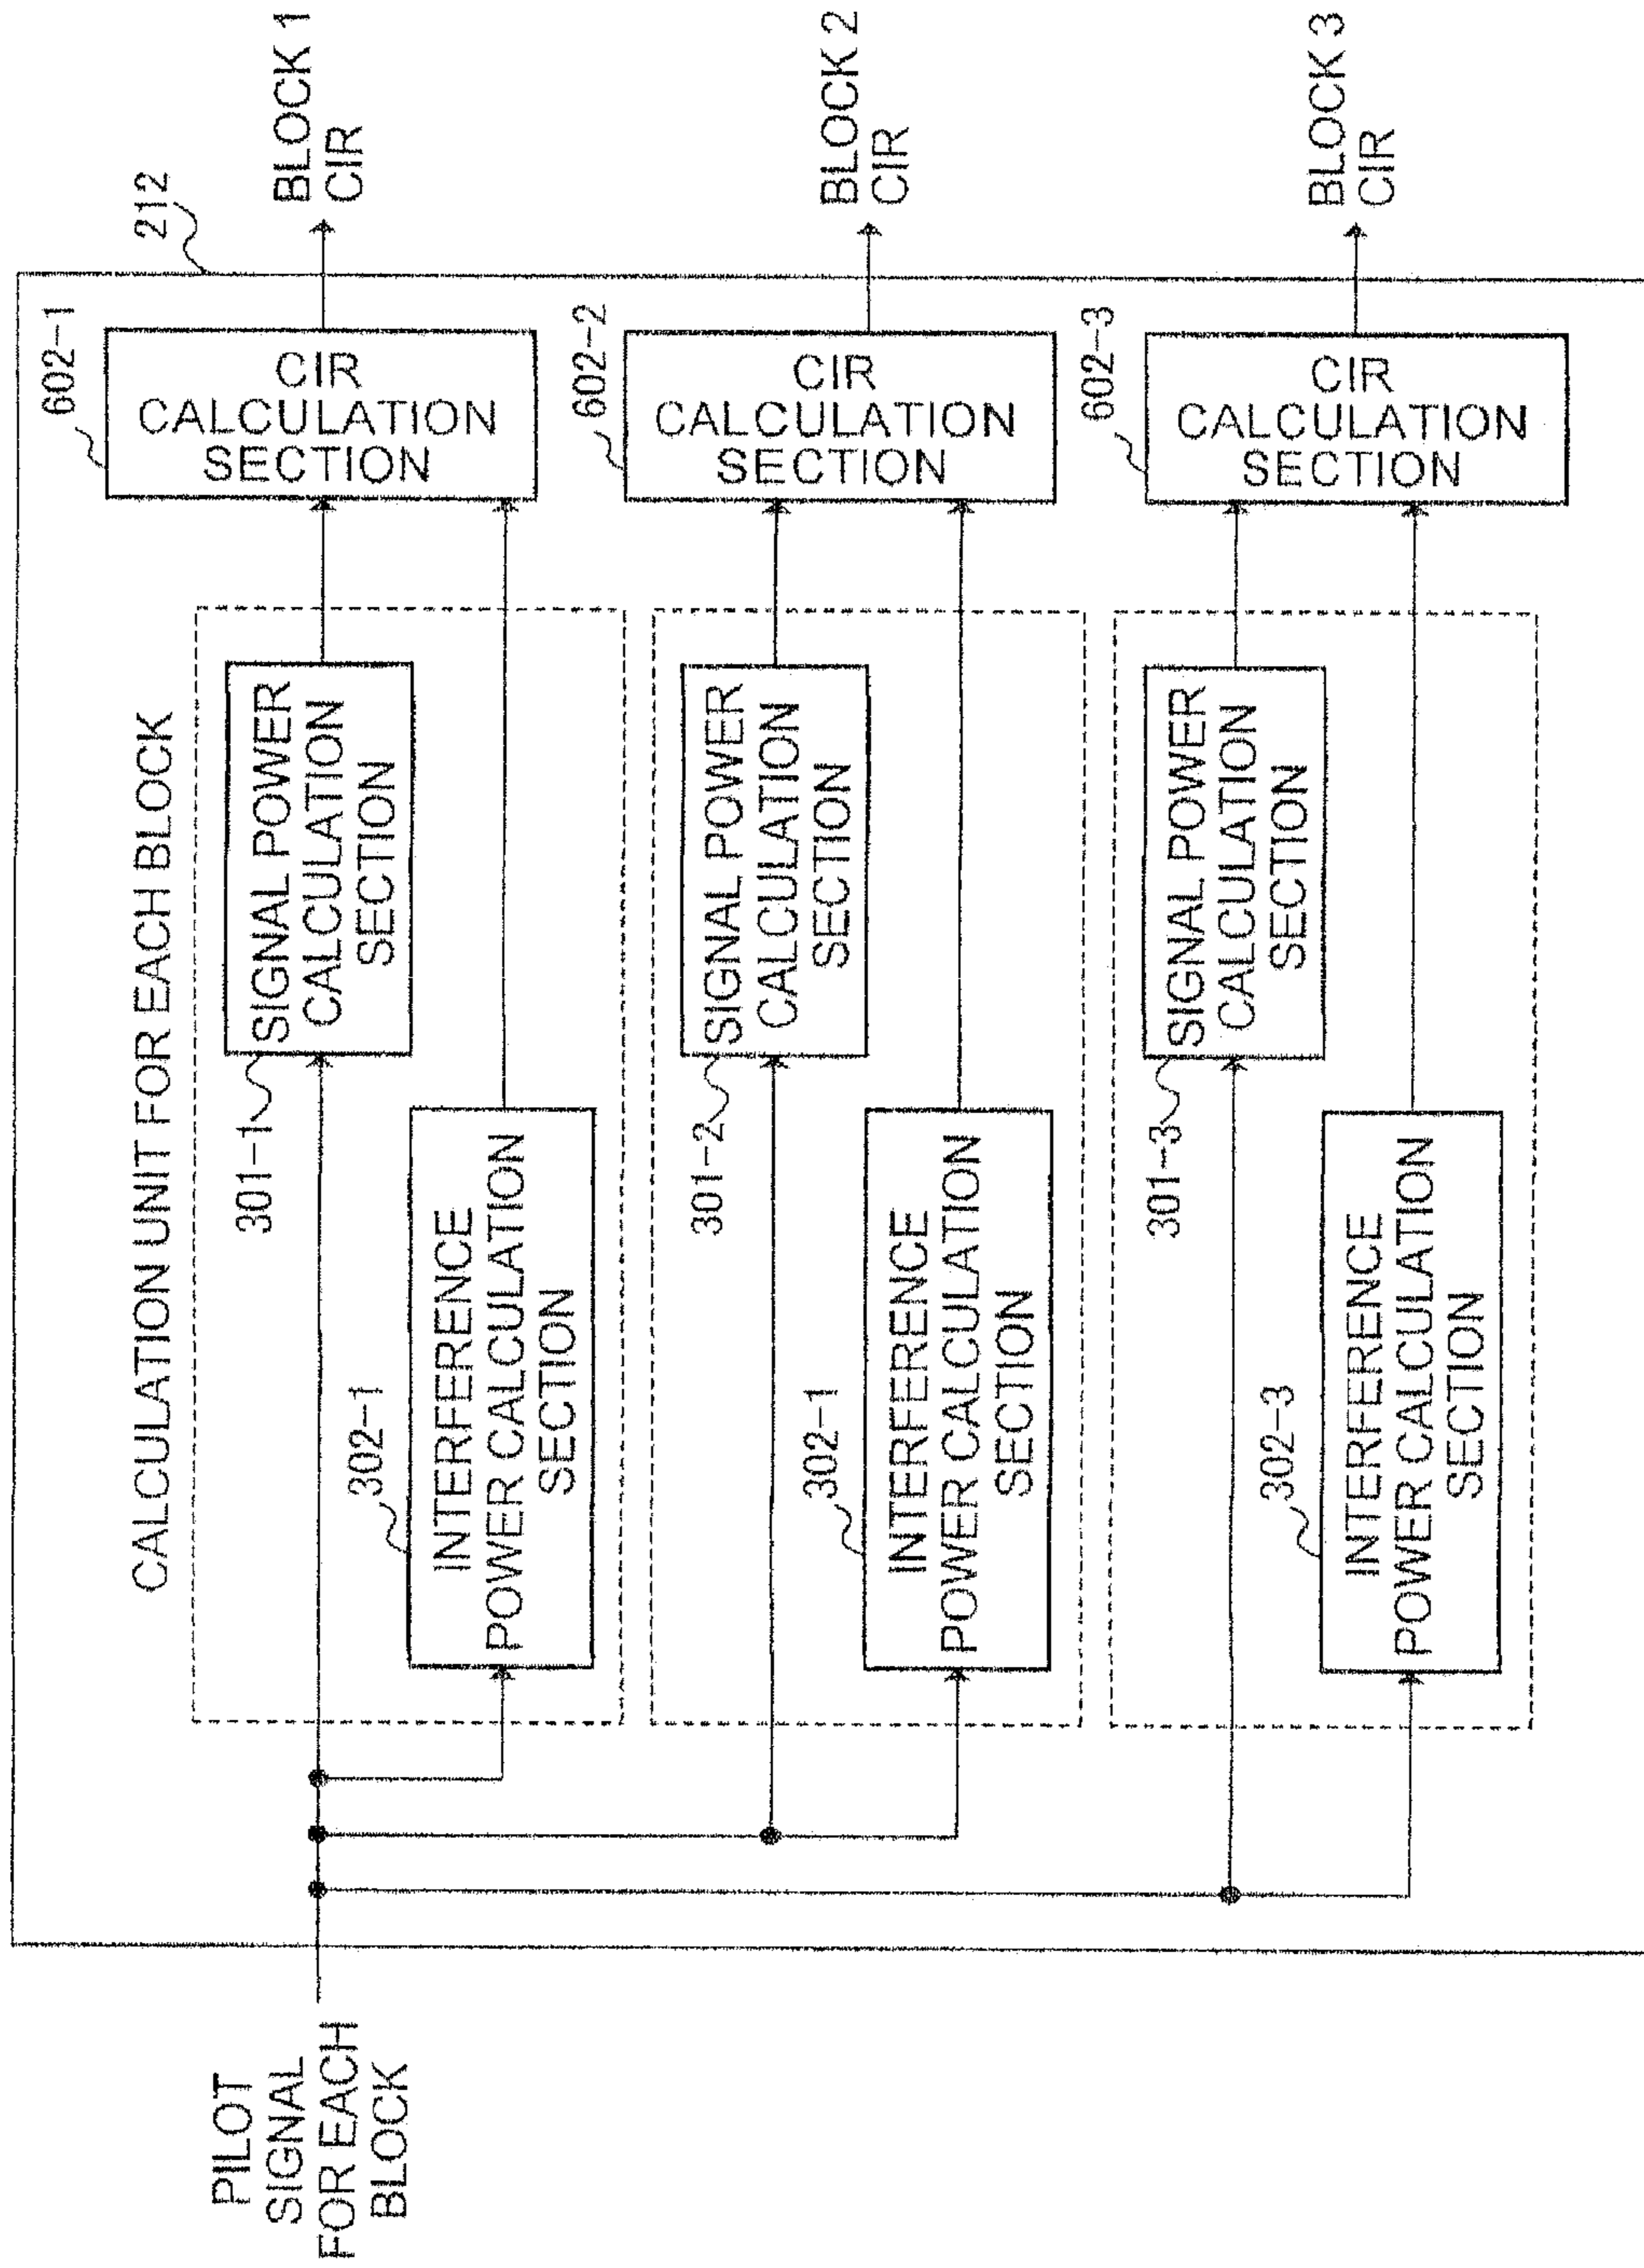 PILOT
SIGNAL
FOR EACH
BLOCK
CALCULATION UNIT FOR EACH BLOCK
212
301-1
SIGNAL POWER
CALCULATION
SECTION
302-1
INTERFERENCE
POWER CALCULATION
SECTION
602-1
CIR
CALCULATION
SECTION
BLOCK 1
CIR
301-2
SIGNAL POWER
CALCULATION
SECTION
302-1
INTERFERENCE
POWER CALCULATION
SECTION
602-2
CIR
CALCULATION
SECTION
BLOCK 2
CIR
301-3
SIGNAL POWER
CALCULATION
SECTION
302-3
INTERFERENCE
POWER CALCULATION
SECTION
602-3
CIR
CALCULATION
SECTION
BLOCK 3
CIR